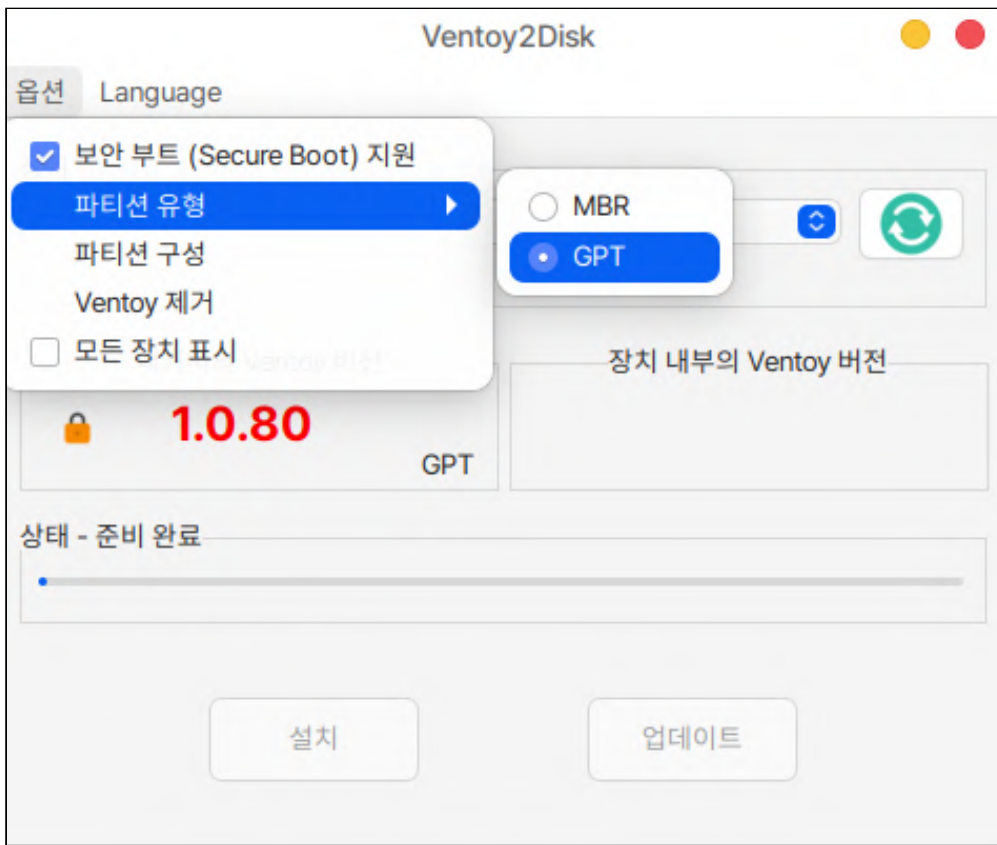 Ventoy2Disk
옵션 Language
보안 부트 (Secure Boot) 지원
파티션 유형
MBR
GPT
파티션 구성
Ventoy 제거
모든 장치 표시
장치 내부의 Ventoy 버전
1.0.80
GPT
상태 - 준비 완료
설치 업데이트